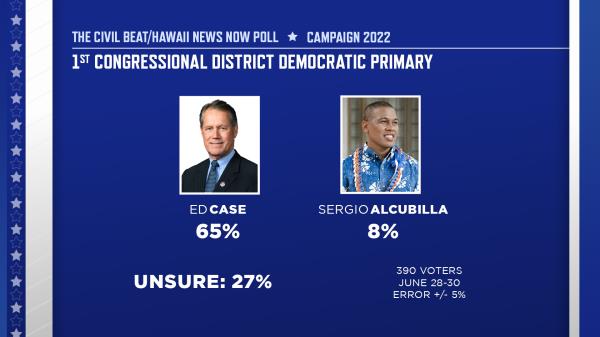 THE CIVIL BEAT/HAWAII NEWS NOW POLL ★ CAMPAIGN 2022
1ST CONGRESSIONAL DISTRICT DEMOCRATIC PRIMARY
ED CASE
65%
SERGIO ALCUBILLA
8%
UNSURE: 27%
390 VOTERS
JUNE 28-30
ERROR +/- 5%